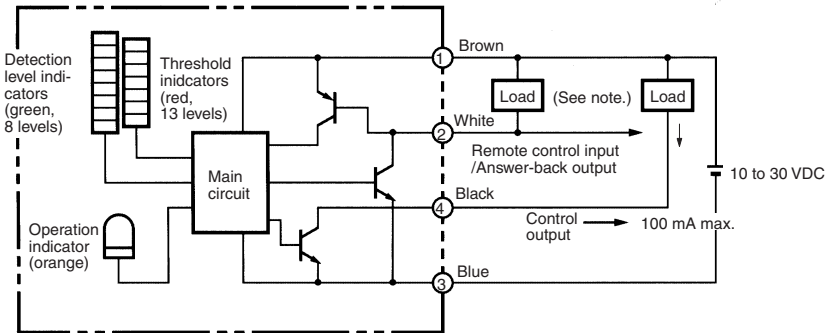 Detection
level indi-
cators
(green,
8 levels)
Threshold
inidcators
(red,
13 levels)
Main
circuit
Operation
indicator
(orange)
1
Brown
Load
(See note.)
Load
2
White
Remote control input
/Answer-back output
10 to 30 VDC
4
Black
Control
output
100 mA max.
3
Blue